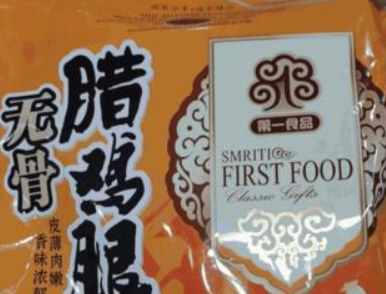 无骨
腊鸡腿
皮薄肉嫩
香味浓郁
第一食品
SMRITI
FIRST FOOD
Classic Gifts